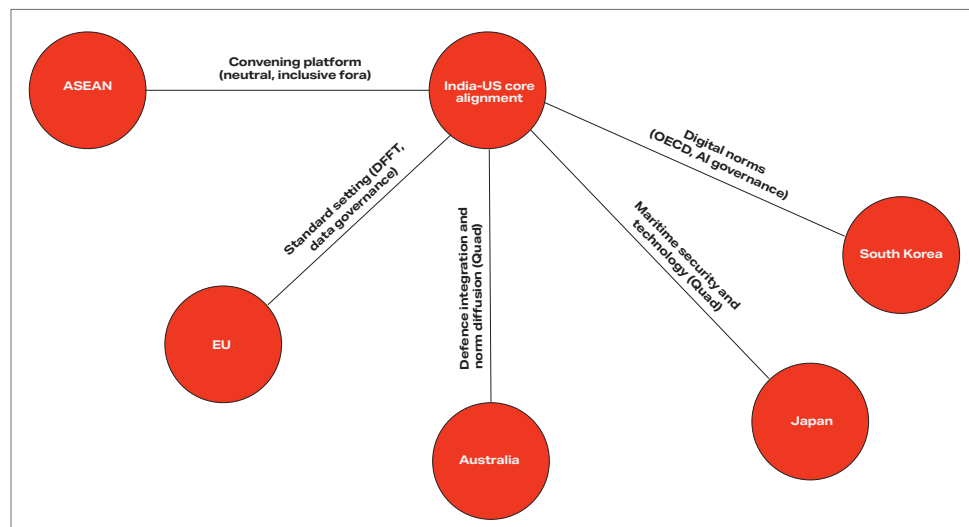 ASEAN
Convening platform
(neutral, inclusive fora)
India-US core
alignment
Digital norms
(OECD, AI governance)
South Korea
Standard setting (DFFT,
data governance)
EU
Defence integration and
norm diffusion (Quad)
Australia
Maritime security and
technology (Quad)
Japan